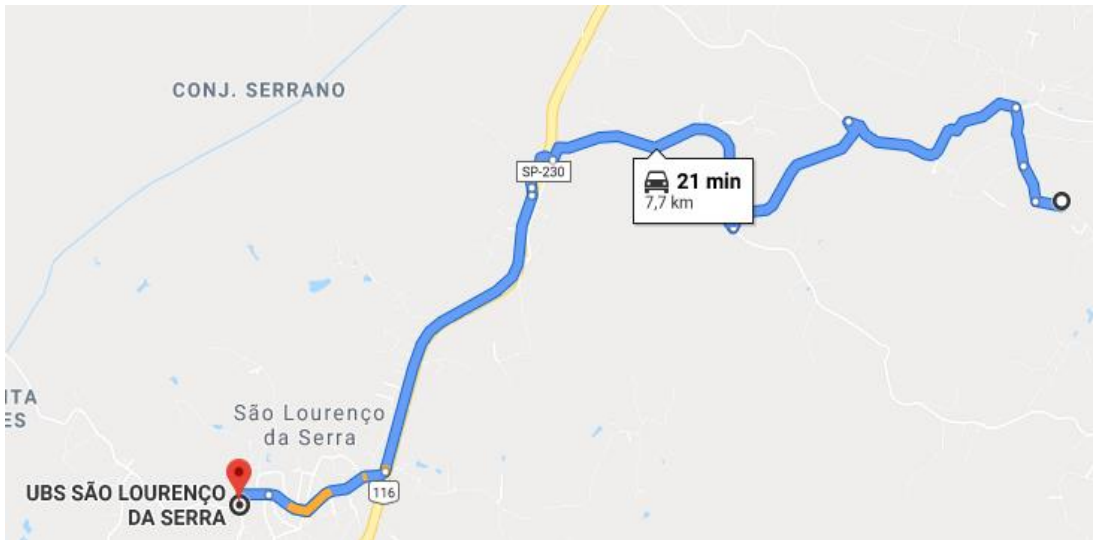 CONJ. SERRANO
SP-230
21 min
7,7 km
ITA
ES
São Lourenço
da Serra
UBS SÃO LOURENÇO
DA SERRA
116